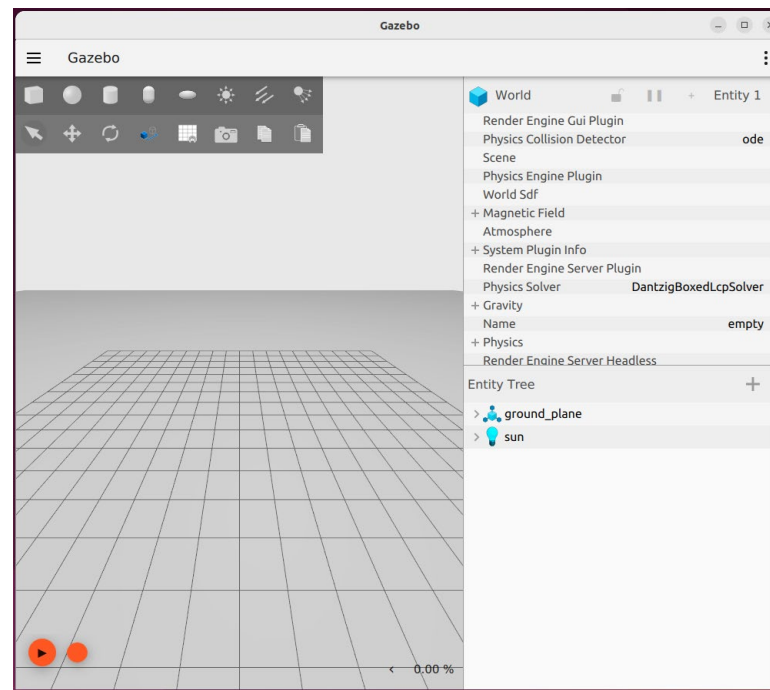 Gazebo
Gazebo
World Entity 1
Render Engine Gui Plugin
Physics Collision Detector ode
Scene
Physics Engine Plugin
World Sdf
+ Magnetic Field
Atmosphere
+ System Plugin Info
Render Engine Server Plugin
Physics Solver DantzigBoxedLcpSolver
+ Gravity
Name empty
+ Physics
Render Engine Server Headless
Entity Tree +
> ground_plane
> sun
< 0.00 %